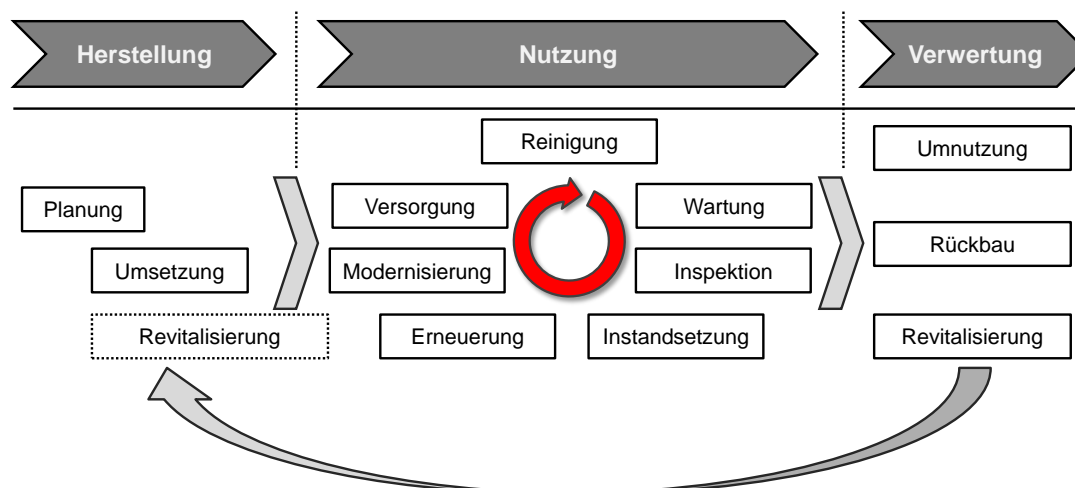 Herstellung
Nutzung
Verwertung
Planung
Umsetzung
Revitalisierung
Reinigung
Versorgung
Wartung
Modernisierung
Inspektion
Erneuerung
Instandsetzung
Umnutzung
Rückbau
Revitalisierung